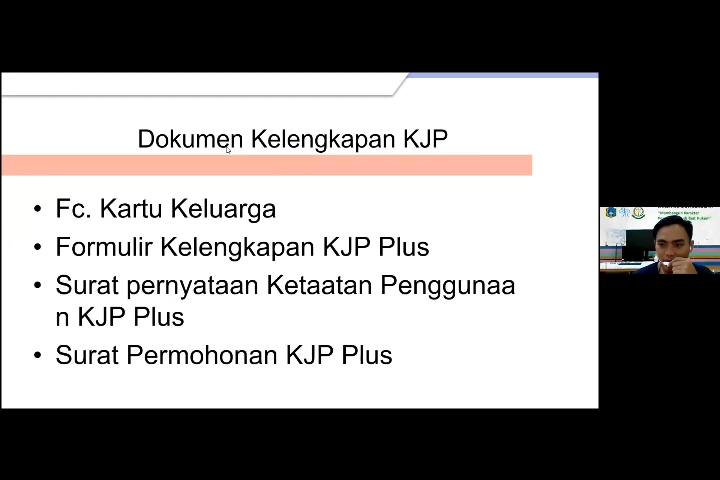 Dokumen Kelengkapan KJP
• Fc. Kartu Keluarga
• Formulir Kelengkapan KJP Plus
• Surat pernyataan Ketaatan Penggunaa
n KJP Plus
• Surat Permohonan KJP Plus